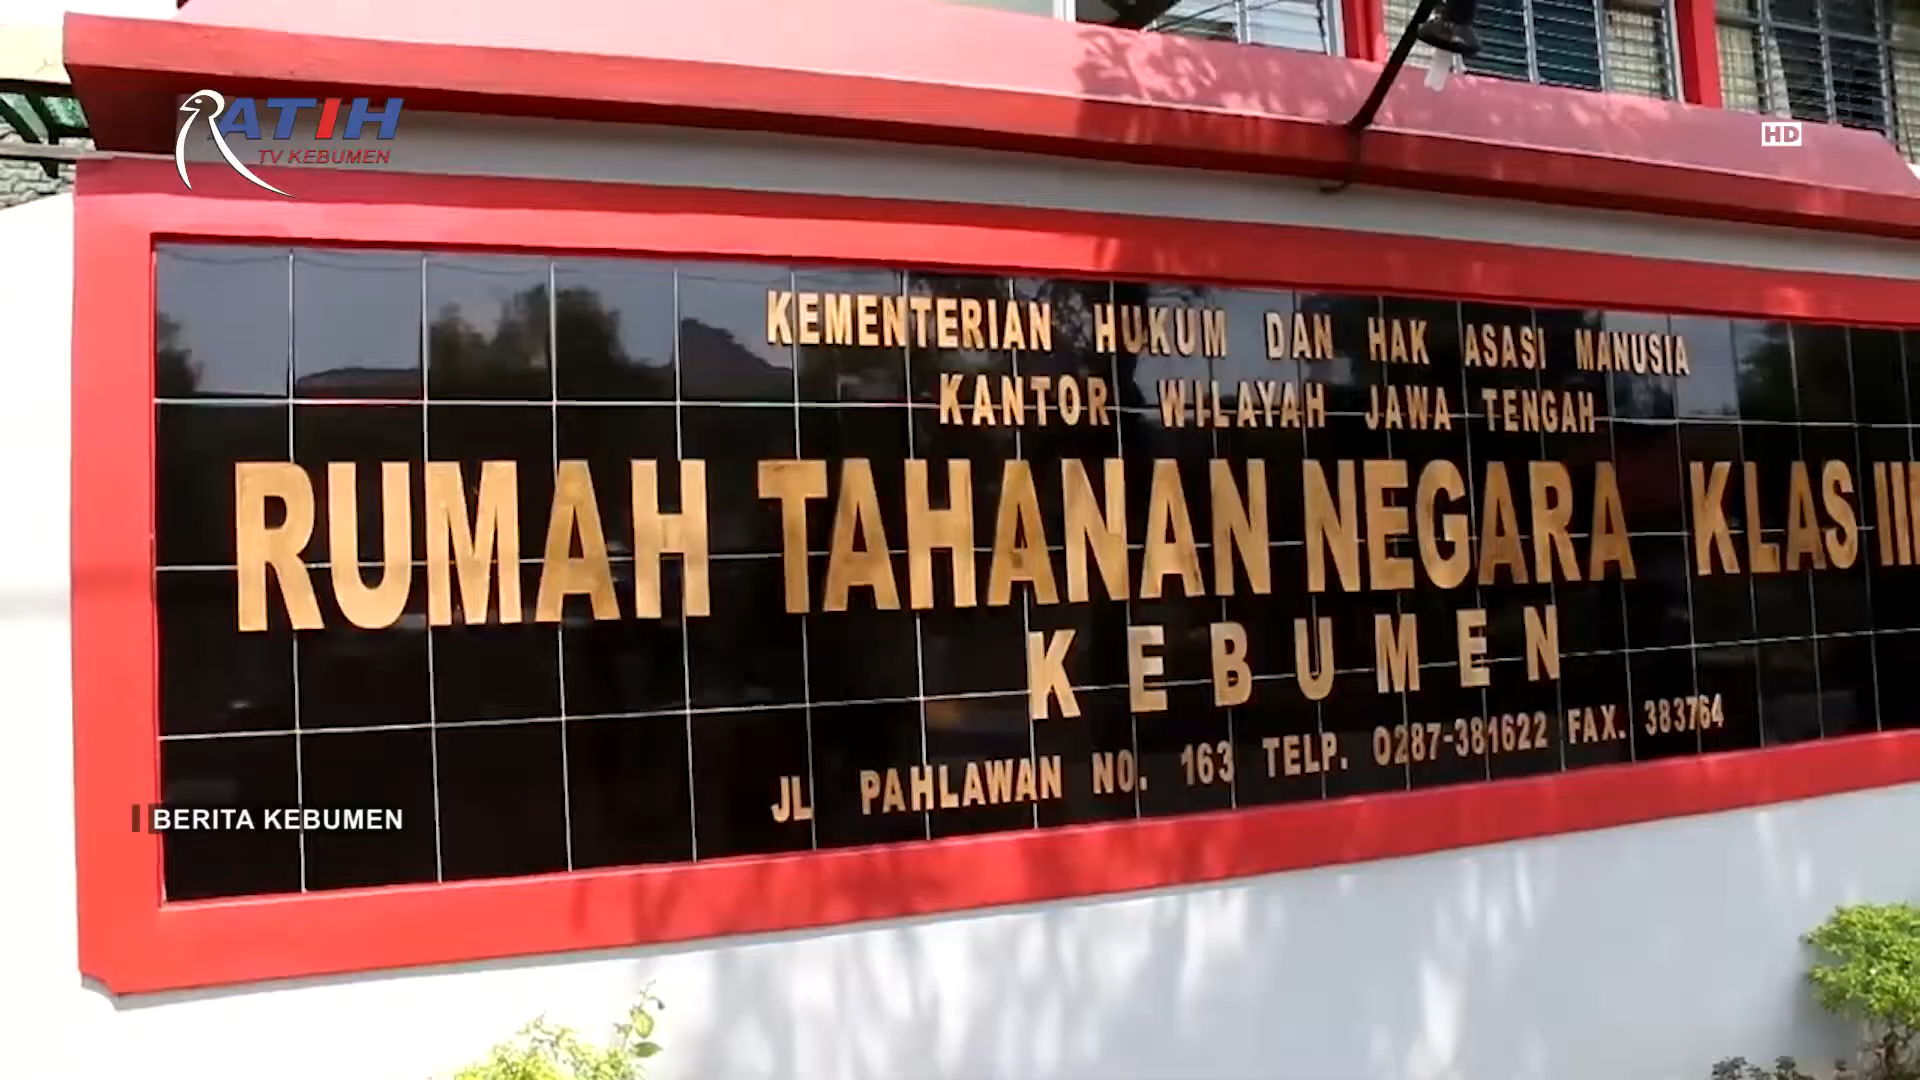 RATIH
TV KEBUMEN
HD
KEMENTERIAN HUKUM DAN HAK ASASI MANUSIA
KANTOR WILAYAH JAWA TENGAH
RUMAH TAHANAN NEGARA KLAS
KEBUMEN
JL PAHLAWAN NO. 163 TELP. 0287-381622 FAX. 383764
BERITA KEBUMEN